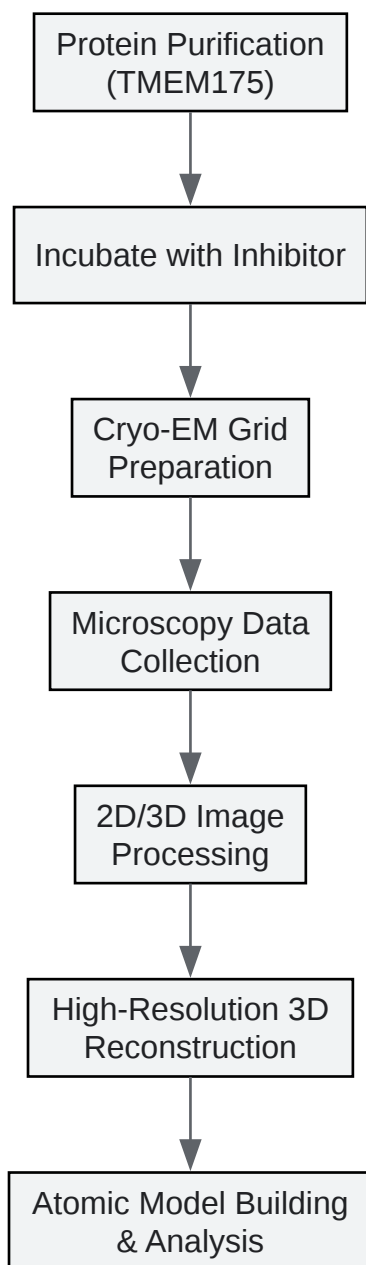 Protein Purification
(TMEM175)
Incubate with Inhibitor
Cryo-EM Grid
Preparation
Microscopy Data
Collection
2D/3D Image
Processing
High-Resolution 3D
Reconstruction
Atomic Model Building
& Analysis